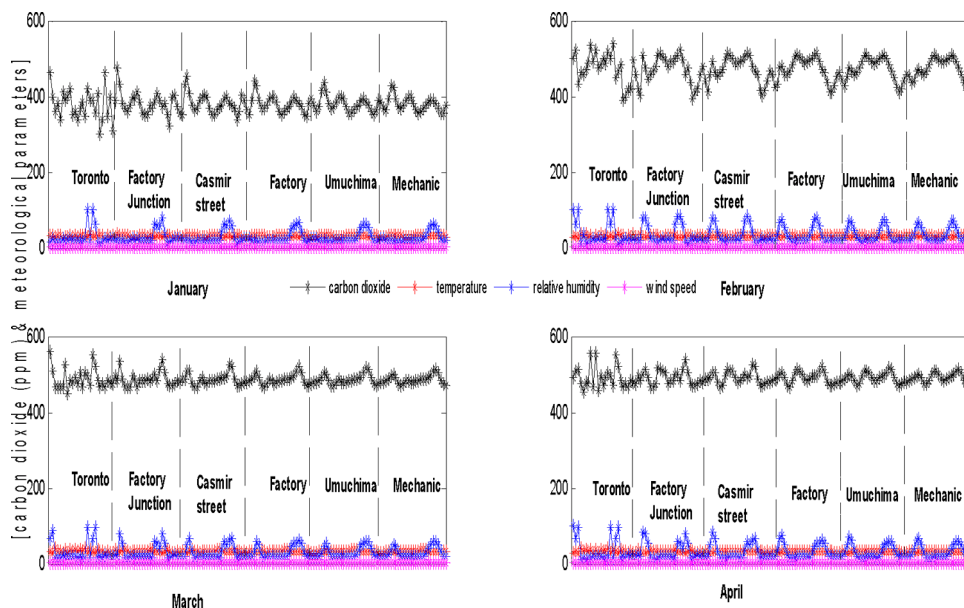 [carbon dioxide (ppm) & meteorological parameters]
600
400
200
0
Toronto
Factory Junction
Casmir street
Factory
Umuchima
Mechanic
January
600
400
200
0
Toronto
Factory Junction
Casmir street
Factory
Umuchima
Mechanic
February
carbon dioxide
temperature
relative humidity
wind speed
600
400
200
0
Toronto
Factory Junction
Casmir street
Factory
Umuchima
Mechanic
March
600
400
200
0
Toronto
Factory Junction
Casmir street
Factory
Umuchima
Mechanic
April